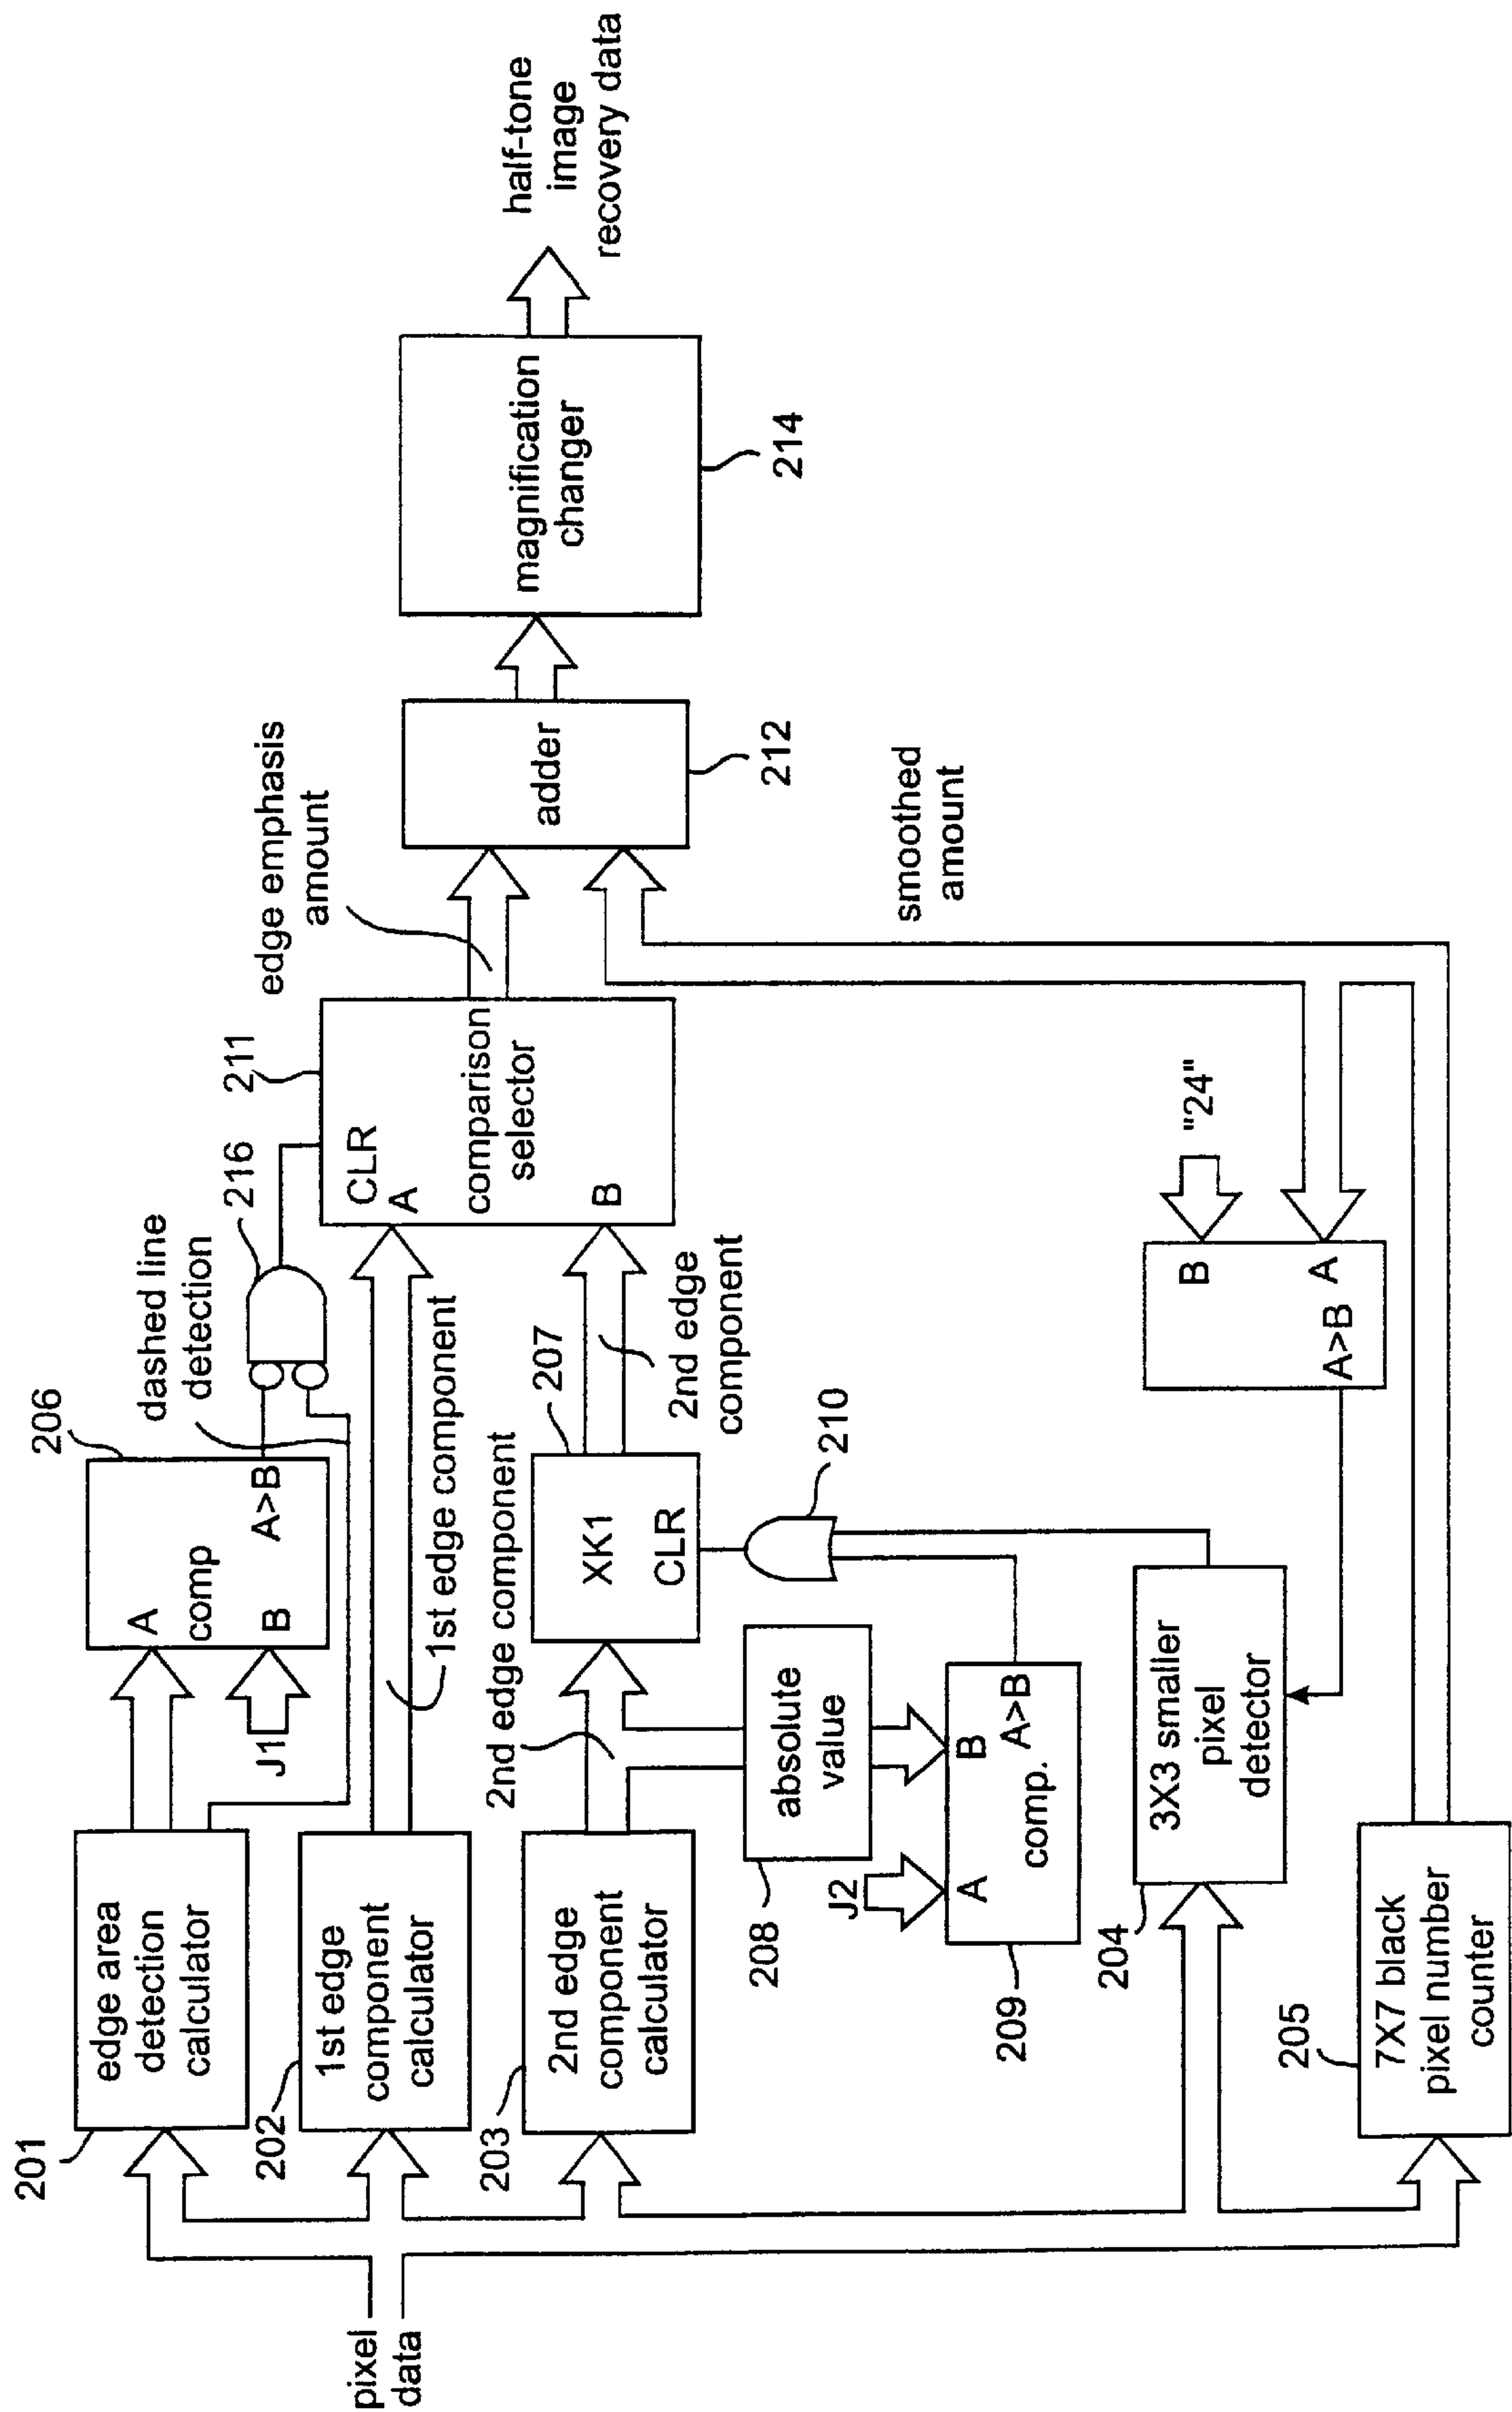 pixel
data
201
edge area
detection
calculator
202
1st edge
component
calculator
203
2nd edge
component
calculator
204
3X3 smaller
pixel
detector
205
7X7 black
pixel number
counter
206
A
comp
B
A>B
J1
dashed line
detection
216
1st edge component
2nd edge component
207
XK1
CLR
2nd edge
component
208
absolute
value
J2
209
A
B
comp.
A>B
210
211
CLR
A
comparison
selector
B
edge emphasis
amount
"24"
B
A
A>B
smoothed
amount
adder
212
magnification
changer
214
half-tone
image
recovery data